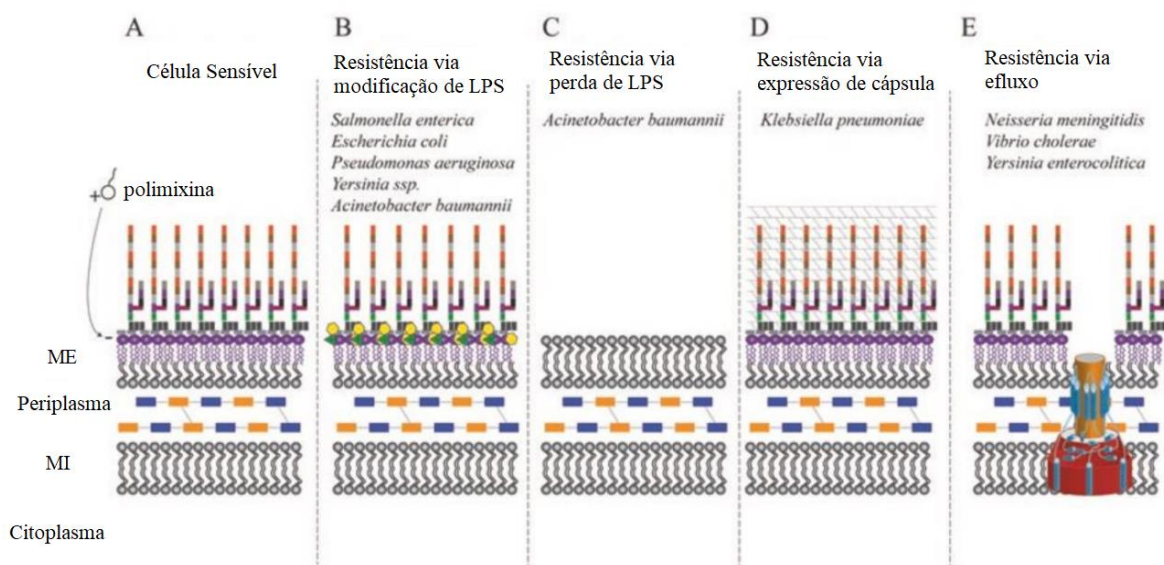 A
Célula Sensível
B
Resistência via
modificação de LPS
Salmonella enterica
Escherichia coli
Pseudomonas aeruginosa
Yersinia ssp.
Acinetobacter baumannii
C
Resistência via
perda de LPS
Acinetobacter baumannii
D
Resistência via
expressão de cápsula
Klebsiella pneumoniae
E
Resistência via
efluxo
Neisseria meningitidis
Vibrio cholerae
Yersinia enterocolitica
+ polimixina
-
ME
Periplasma
MI
Citoplasma